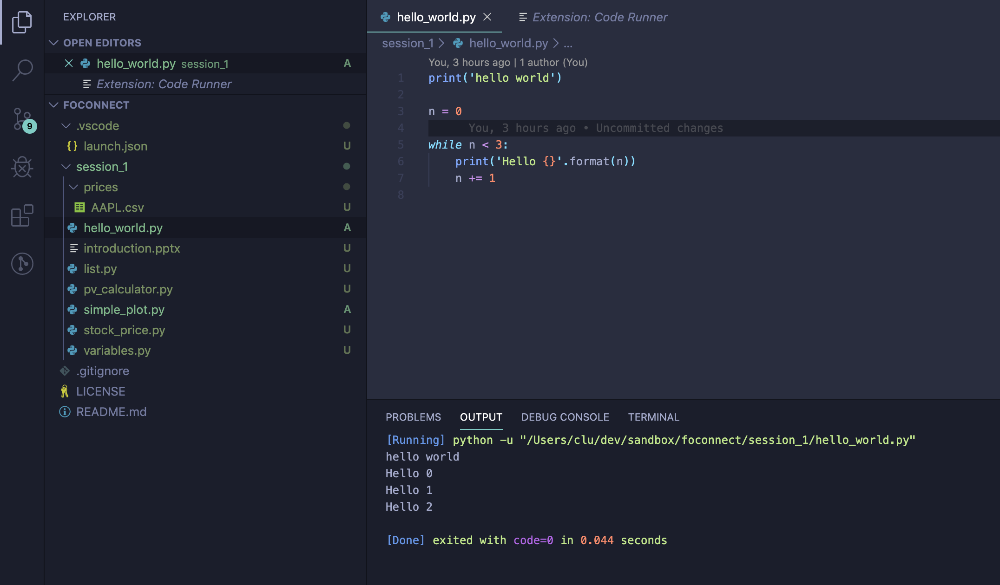 EXPLORER
OPEN EDITORS
hello_world.py session_1 A
Extension: Code Runner
FOCONNECT
.vscode
{} launch.json U
session_1
prices
AAPL.csv U
hello_world.py A
introduction.pptx U
list.py U
pv_calculator.py U
simple_plot.py A
stock_price.py U
variables.py U
.gitignore
LICENSE
README.md
9
hello_world.py
Extension: Code Runner
session_1 > hello_world.py > ...
You, 3 hours ago | 1 author (You)
1 print('hello world')
2
3 n = 0
4 You, 3 hours ago • Uncommitted changes
5 while n < 3:
6 print('Hello {}'.format(n))
7 n += 1
8
PROBLEMS OUTPUT DEBUG CONSOLE TERMINAL
[Running] python -u "/Users/clu/dev/sandbox/foconnect/session_1/hello_world.py"
hello world
Hello 0
Hello 1
Hello 2
[Done] exited with code=0 in 0.044 seconds